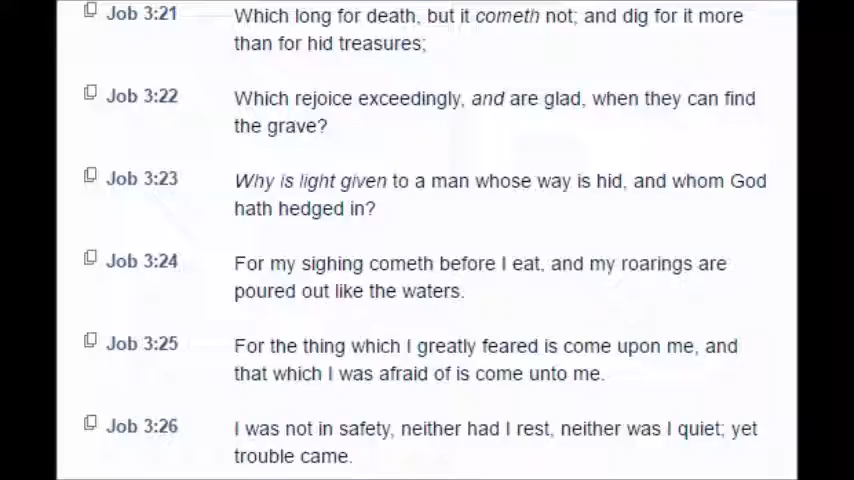 Job 3:21 Which long for death, but it cometh not; and dig for it more
than for hid treasures;
Job 3:22 Which rejoice exceedingly, and are glad, when they can find
the grave?
Job 3:23 Why is light given to a man whose way is hid, and whom God
hath hedged in?
Job 3:24 For my sighing cometh before I eat, and my roarings are
poured out like the waters.
Job 3:25 For the thing which I greatly feared is come upon me, and
that which I was afraid of is come unto me.
Job 3:26 I was not in safety, neither had I rest, neither was I quiet; yet
trouble came.